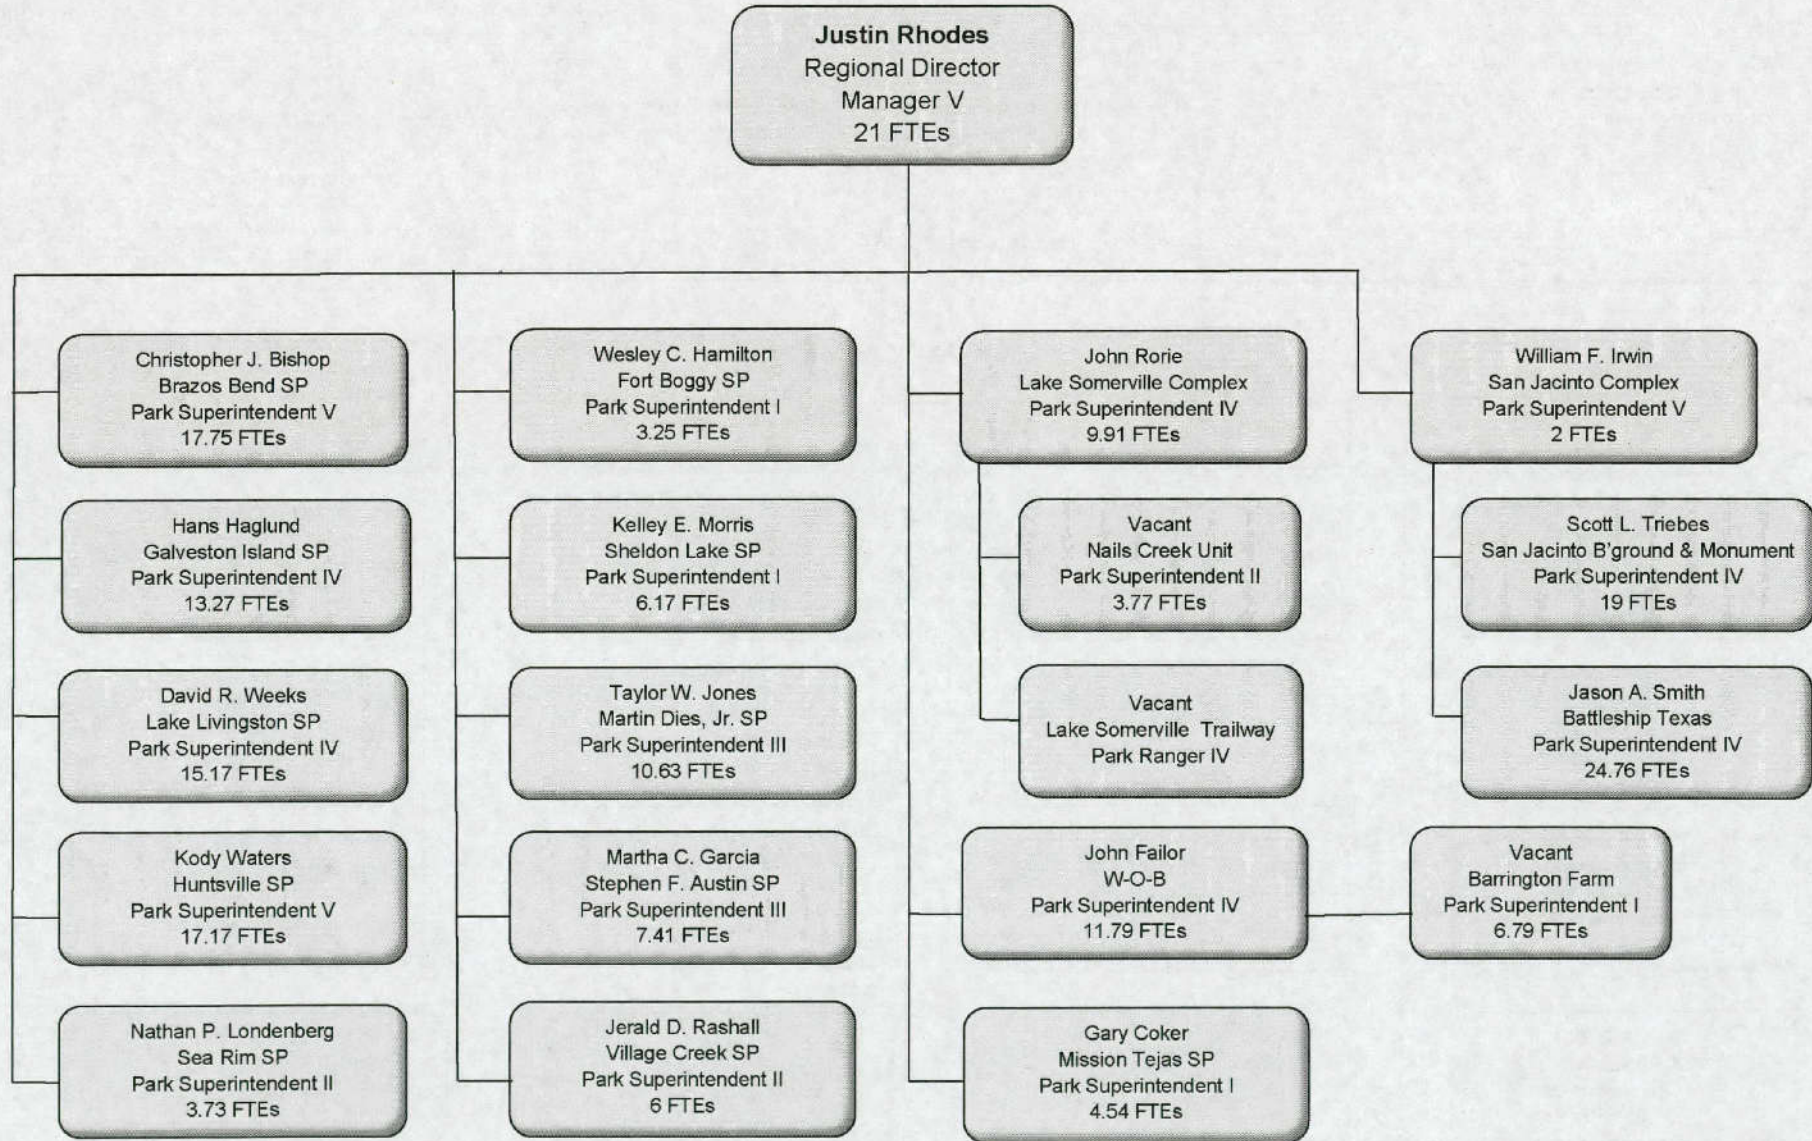 Justin Rhodes
Regional Director
Manager V
21 FTEs
Christopher J. Bishop
Brazos Bend SP
Park Superintendent V
17.75 FTEs
Hans Haglund
Galveston Island SP
Park Superintendent IV
13.27 FTEs
David R. Weeks
Lake Livingston SP
Park Superintendent IV
15.17 FTEs
Kody Waters
Huntsville SP
Park Superintendent V
17.17 FTEs
Nathan P. Londenberg
Sea Rim SP
Park Superintendent II
3.73 FTEs
Wesley C. Hamilton
Fort Boggy SP
Park Superintendent I
3.25 FTEs
Kelley E. Morris
Sheldon Lake SP
Park Superintendent I
6.17 FTEs
Taylor W. Jones
Martin Dies, Jr. SP
Park Superintendent III
10.63 FTEs
Martha C. Garcia
Stephen F. Austin SP
Park Superintendent III
7.41 FTEs
Jerald D. Rashall
Village Creek SP
Park Superintendent II
6 FTEs
John Rorie
Lake Somerville Complex
Park Superintendent IV
9.91 FTEs
Vacant
Nails Creek Unit
Park Superintendent II
3.77 FTEs
Vacant
Lake Somerville Trailway
Park Ranger IV
John Failor
W-O-B
Park Superintendent IV
11.79 FTEs
Vacant
Barrington Farm
Park Superintendent I
6.79 FTEs
Gary Coker
Mission Tejas SP
Park Superintendent I
4.54 FTEs
William F. Irwin
San Jacinto Complex
Park Superintendent V
2 FTEs
Scott L. Triebes
San Jacinto B'ground & Monument
Park Superintendent IV
19 FTEs
Jason A. Smith
Battleship Texas
Park Superintendent IV
24.76 FTEs